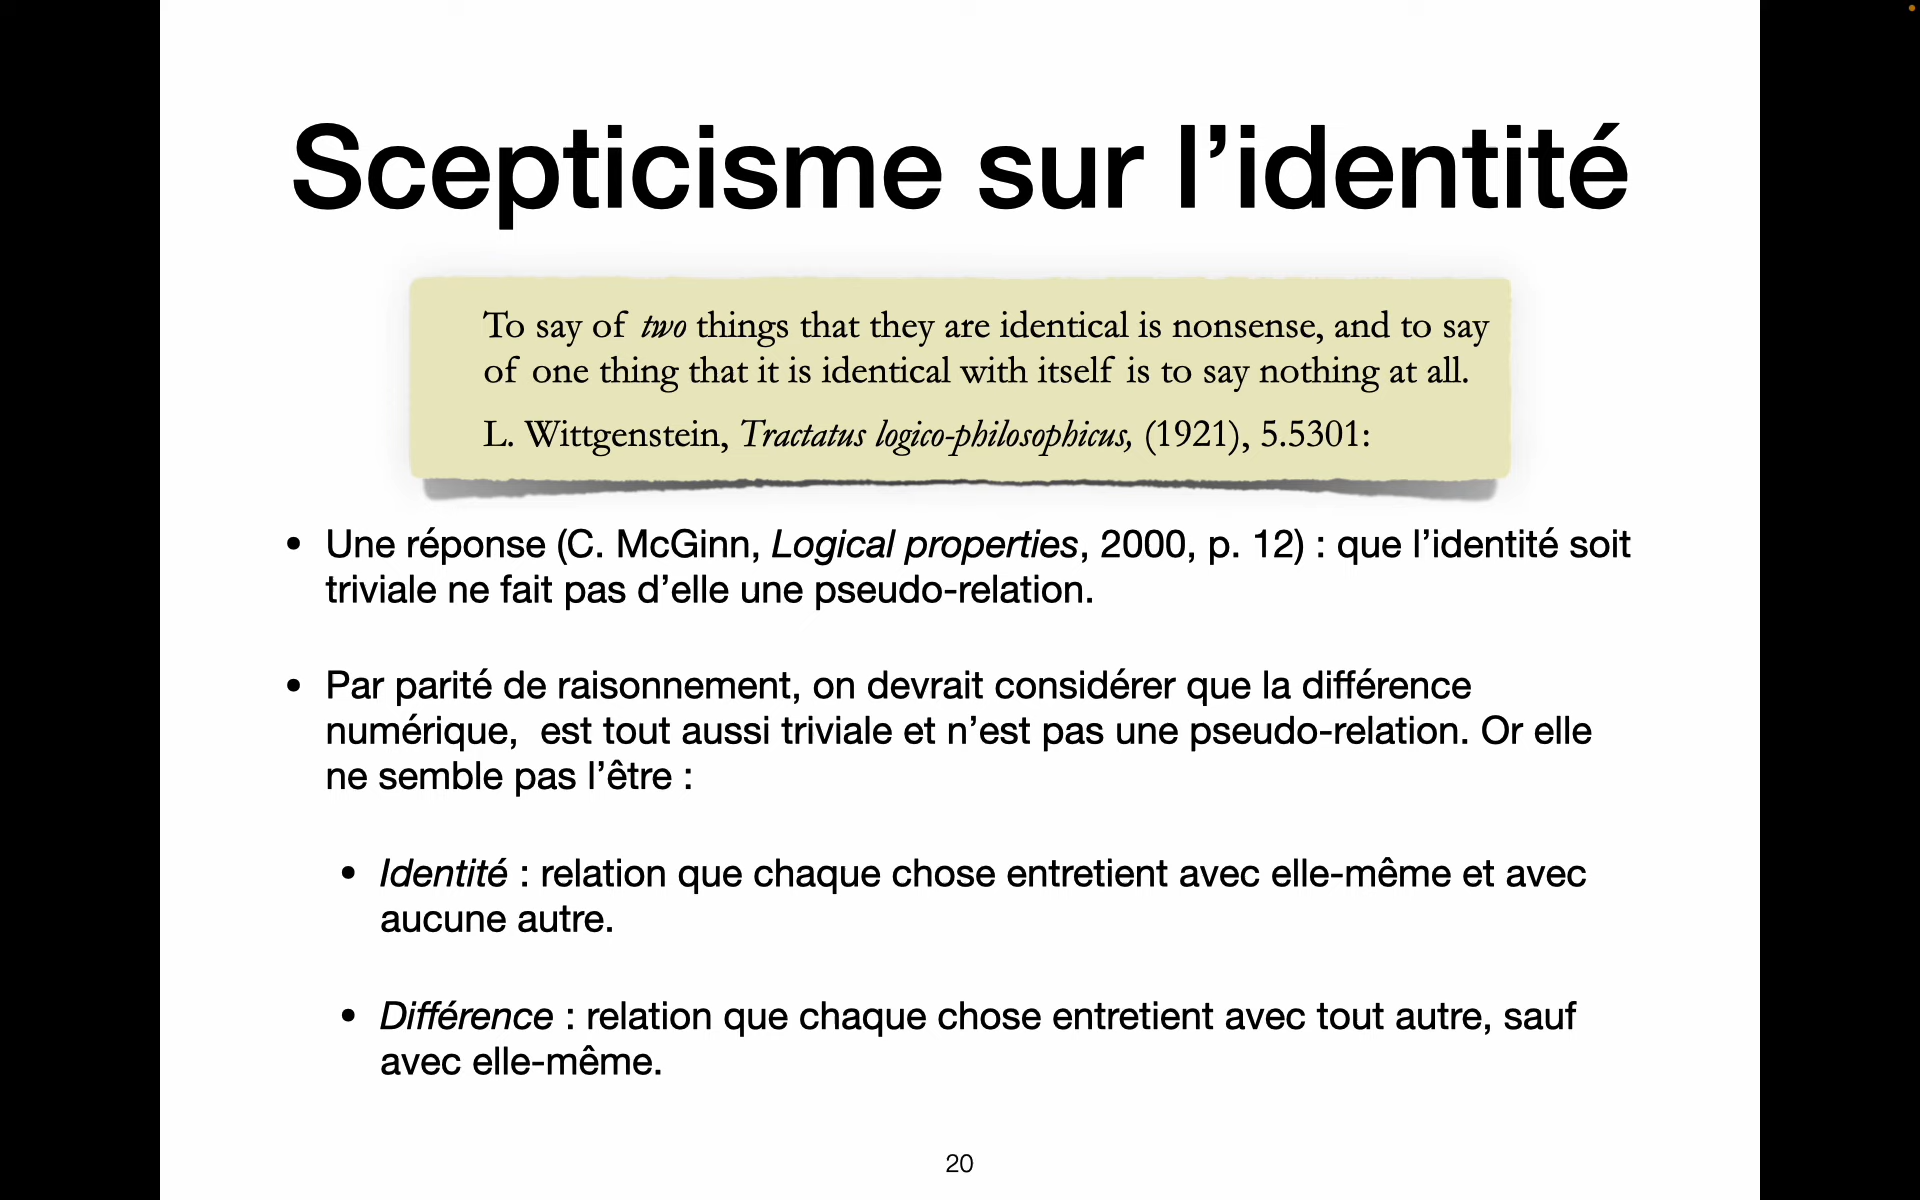 Scepticisme sur l’identité
To say of two things that they are identical is nonsense, and to say
of one thing that it is identical with itself is to say nothing at all.
L. Wittgenstein, Tractatus logico-philosophicus, (1921), 5.5301:
• Une réponse (C. McGinn, Logical properties, 2000, p. 12) : que l’identité soit
triviale ne fait pas d’elle une pseudo-relation.
• Par parité de raisonnement, on devrait considérer que la différence
numérique,  est tout aussi triviale et n’est pas une pseudo-relation. Or elle
ne semble pas l’être :
• Identité : relation que chaque chose entretient avec elle-même et avec
aucune autre.
• Différence : relation que chaque chose entretient avec tout autre, sauf
avec elle-même.
20